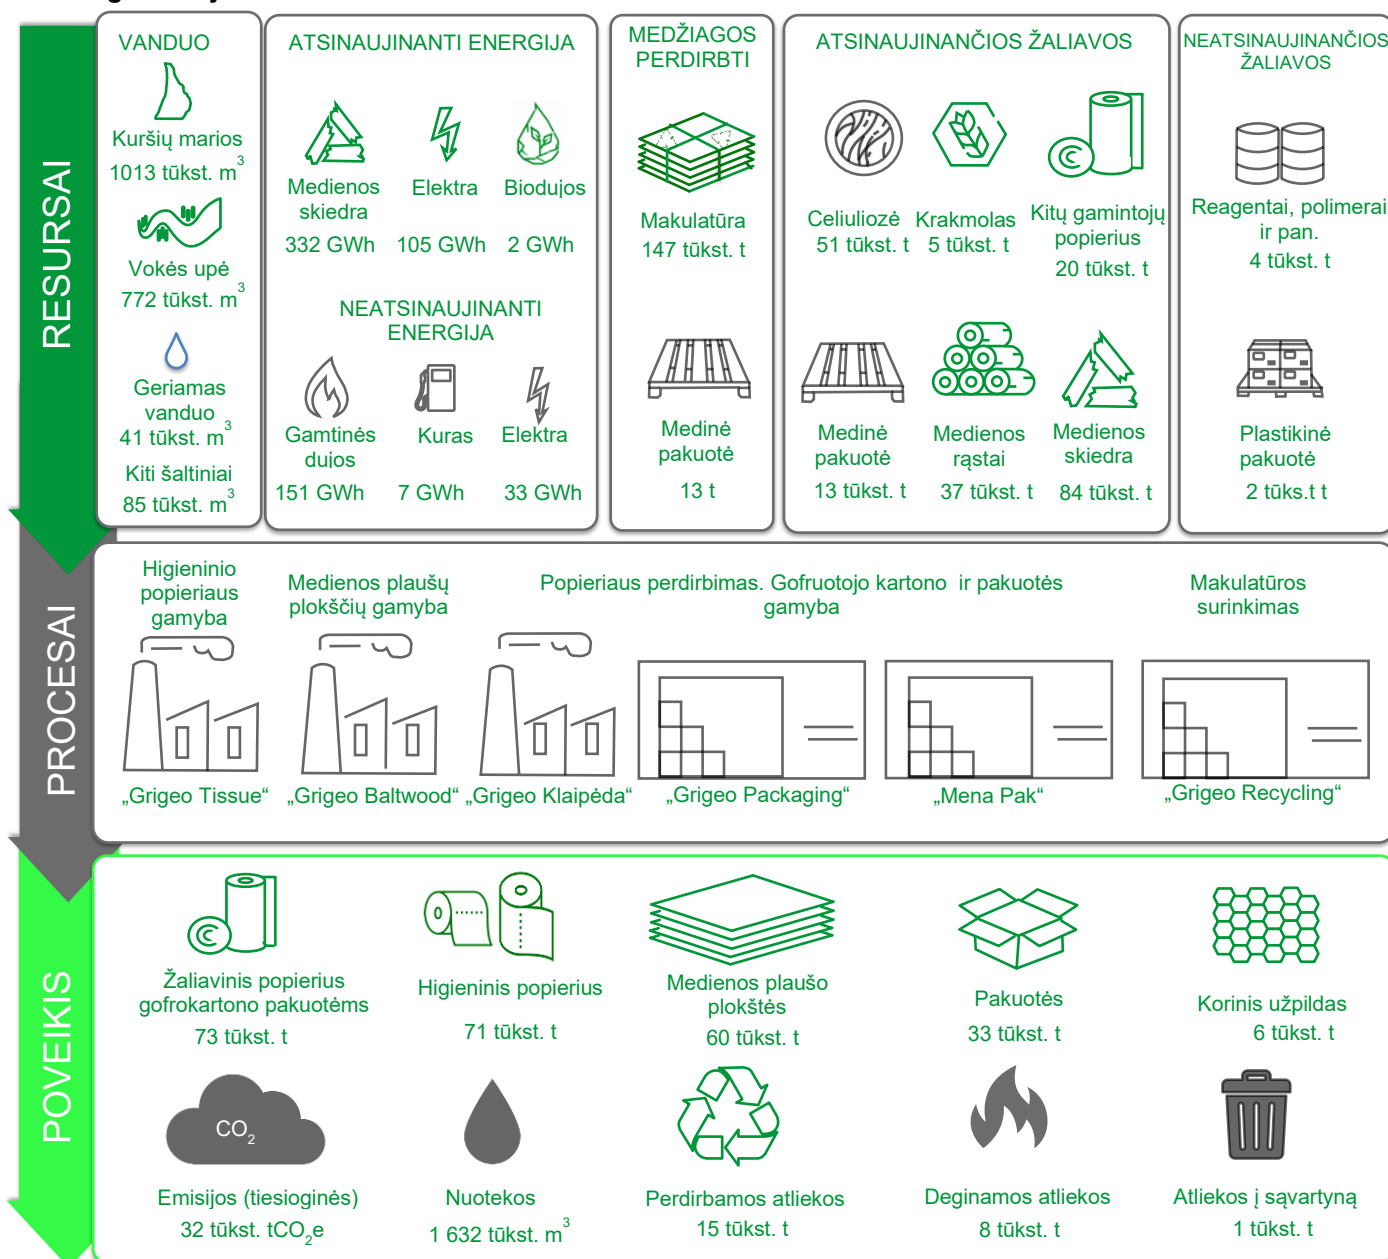 RESURSAI
VANDUO
Kuršių marios
1013 tūkst. m³
Vokės upė
772 tūkst. m³
Geriamas
vanduo
41 tūkst. m³
Kiti šaltiniai
85 tūkst. m³
ATSINAUJINANTI ENERGIJA
Medienos
skiedra
332 GWh
Elektra
105 GWh
Biodujos
2 GWh
NEATSINAUJINANTI
ENERGIJA
Gamtinės
dujos
151 GWh
Kuras
7 GWh
Elektra
33 GWh
MEDŽIAGOS
PERDIRBTI
Makulatūra
147 tūkst. t
Medinė
pakuotė
13 t
ATSINAUJINANČIOS ŽALIAVOS
Celiuliozė
51 tūkst. t
Krakmolas
5 tūkst. t
Kitų gamintojų
popierius
20 tūkst. t
Medinė
pakuotė
13 tūkst. t
Medienos
rąstai
37 tūkst. t
Medienos
skiedra
84 tūkst. t
NEATSINAUJINANČIOS
ŽALIAVOS
Reagentai, polimerai
ir pan.
4 tūkst. t
Plastikinė
pakuotė
2 tūks.t t
PROCESAI
Higieninio
popieriaus
gamyba
Medienos plaušų
plokščių gamyba
Popieriaus perdirbimas. Gofruotojo kartono ir pakuotės
gamyba
Makulatūros
surinkimas
„Grigeo Tissue“
„Grigeo Baltwood“
„Grigeo Klaipėda“
„Grigeo Packaging“
„Mena Pak“
„Grigeo Recycling“
POVEIKIS
Žaliavinis popierius
gofrokartono pakuotėms
73 tūkst. t
Higieninis popierius
71 tūkst. t
Medienos plaušo
plokštės
60 tūkst. t
Pakuotės
33 tūkst. t
Korinis užpildas
6 tūkst. t
CO₂
Emisijos (tiesioginės)
32 tūkst. tCO₂e
Nuotekos
1 632 tūkst. m³
Perdirbamos atliekos
15 tūkst. t
Deginamos atliekos
8 tūkst. t
Atliekos į sąvartyną
1 tūkst. t